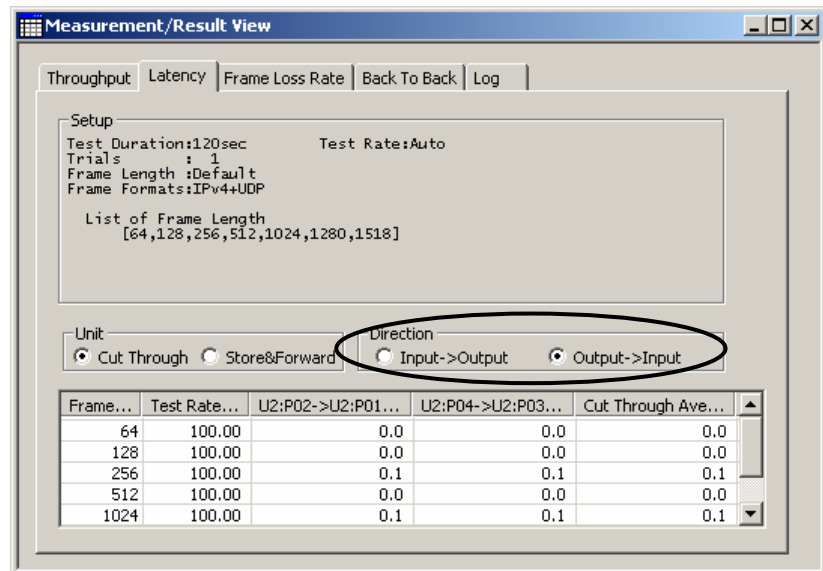 Measurement/Result View
Throughput Latency Frame Loss Rate Back To Back Log
Setup
Test Duration:120sec Test Rate:Auto
Trials : 1
Frame Length :Default
Frame Formats:IPv4+UDP
List of Frame Length
[64,128,256,512,1024,1280,1518]
Unit Direction
Cut Through Store&Forward Input->Output Output->Input
Frame... Test Rate... U2:P02->U2:P01... U2:P04->U2:P03... Cut Through Ave...
64 100.00 0.0 0.0 0.0
128 100.00 0.0 0.0 0.0
256 100.00 0.1 0.1 0.1
512 100.00 0.0 0.0 0.0
1024 100.00 0.1 0.1 0.1